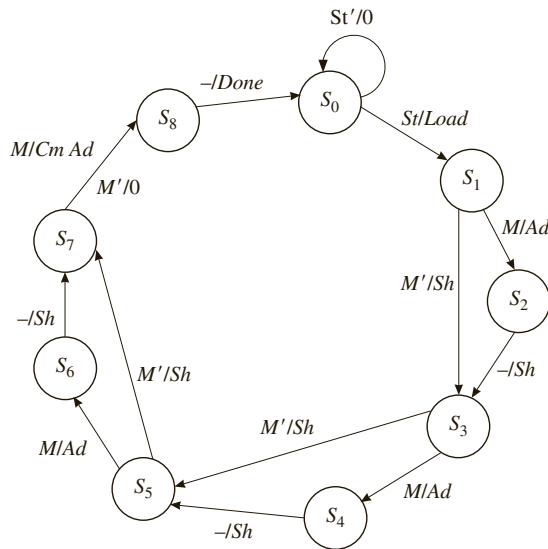 St′/0
–/Done
S0
S8
St/Load
M/Cm Ad
S1
M′/0
M/Ad
S7
M′/Sh
S2
–/Sh
S6
M′/Sh
–/Sh
M′/Sh
S3
M/Ad
S5
M/Ad
S4
–/Sh